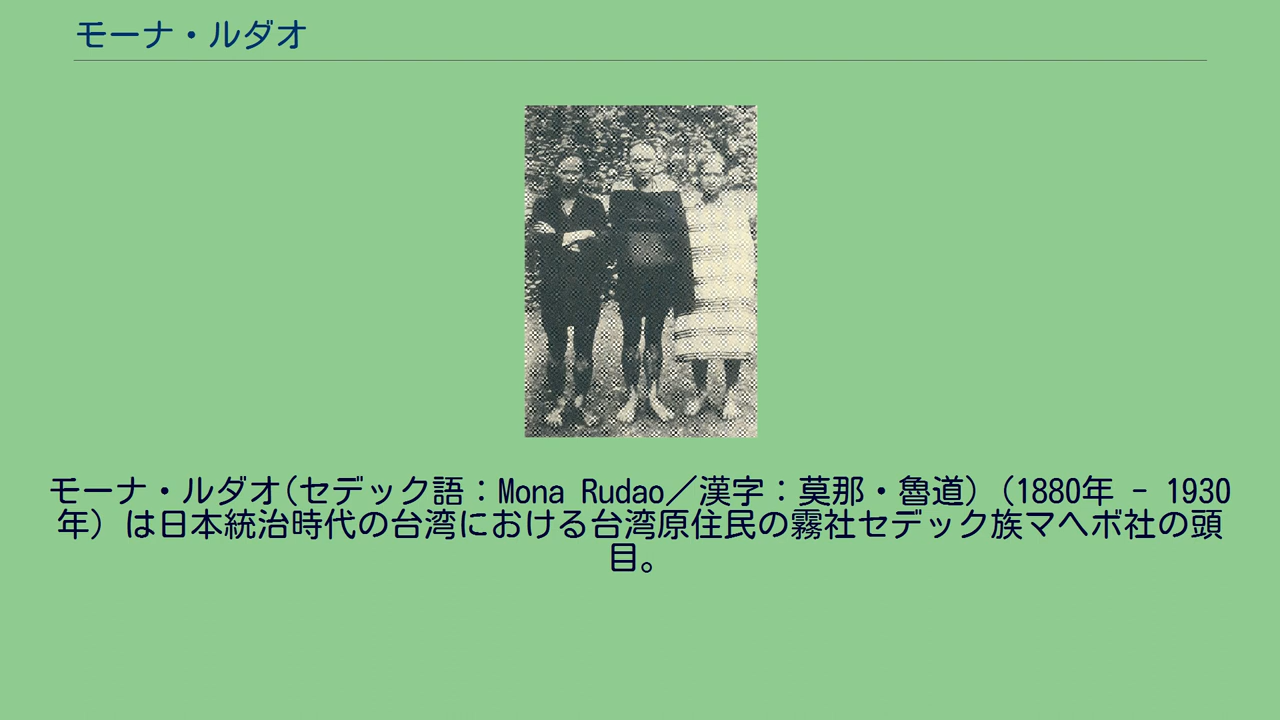 モーナ・ルダオ
モーナ・ルダオ(セデック語：Mona Rudao／漢字：莫那・魯道)（1880年 - 1930
年）は日本統治時代の台湾における台湾原住民の霧社セデック族マヘボ社の頭
目。